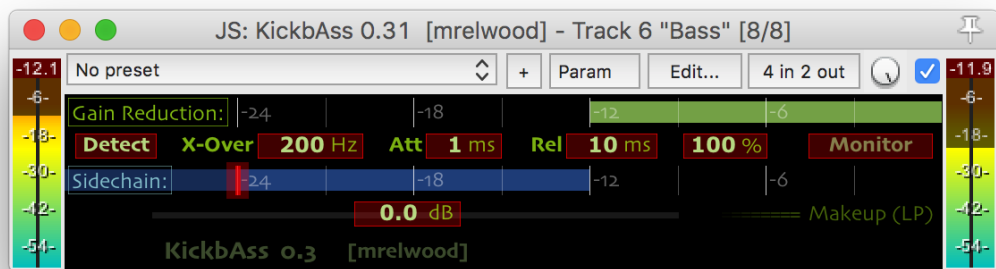 JS: KickbAss 0.31 [mrelwood] - Track 6 "Bass" [8/8]
-12.1 No preset + Param Edit... 4 in 2 out -11.9
-6- -6-
Gain Reduction: -24 -18 -12 -6
-18- -18-
Detect X-Over 200 Hz Att 1 ms Rel 10 ms 100 % Monitor
-30- -30-
Sidechain: -24 -18 -12 -6
-42- -42-
0.0 dB Makeup (LP)
-54- -54-
KickbAss 0.3 [mrelwood]